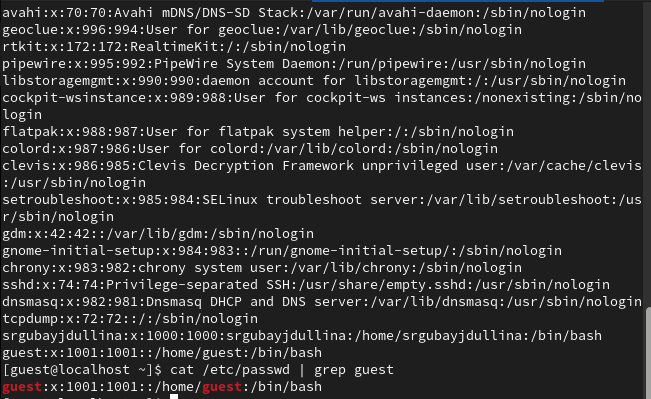 avahi:x:70:70:Avahi mDNS/DNS-SD Stack:/var/run/avahi-daemon:/sbin/nologin
geoclue:x:996:994:User for geoclue:/var/lib/geoclue:/sbin/nologin
rtkit:x:172:172:RealtimeKit:/:/sbin/nologin
pipewire:x:995:992:PipeWire System Daemon:/run/pipewire:/usr/sbin/nologin
libstoragemgmt:x:990:990:daemon account for libstoragemgmt:/:/usr/sbin/nologin
cockpit-wsinstance:x:989:988:User for cockpit-ws instances:/nonexisting:/sbin/no
login
flatpak:x:988:987:User for flatpak system helper:/:/sbin/nologin
colord:x:987:986:User for colord:/var/lib/colord:/sbin/nologin
clevis:x:986:985:Clevis Decryption Framework unprivileged user:/var/cache/clevis
:/usr/sbin/nologin
setroubleshoot:x:985:984:SELinux troubleshoot server:/var/lib/setroubleshoot:/us
r/sbin/nologin
gdm:x:42:42::/var/lib/gdm:/sbin/nologin
gnome-initial-setup:x:984:983::/run/gnome-initial-setup/:/sbin/nologin
chrony:x:983:982:chrony system user:/var/lib/chrony:/sbin/nologin
sshd:x:74:74:Privilege-separated SSH:/usr/share/empty.sshd:/usr/sbin/nologin
dnsmasq:x:982:981:Dnsmasq DHCP and DNS server:/var/lib/dnsmasq:/usr/sbin/nologin
tcpdump:x:72:72::/:/sbin/nologin
srgubayjdullina:x:1000:1000:srgubayjdullina:/home/srgubayjdullina:/bin/bash
guest:x:1001:1001::/home/guest:/bin/bash
[guest@localhost ~]$ cat /etc/passwd | grep guest
guest:x:1001:1001::/home/guest:/bin/bash